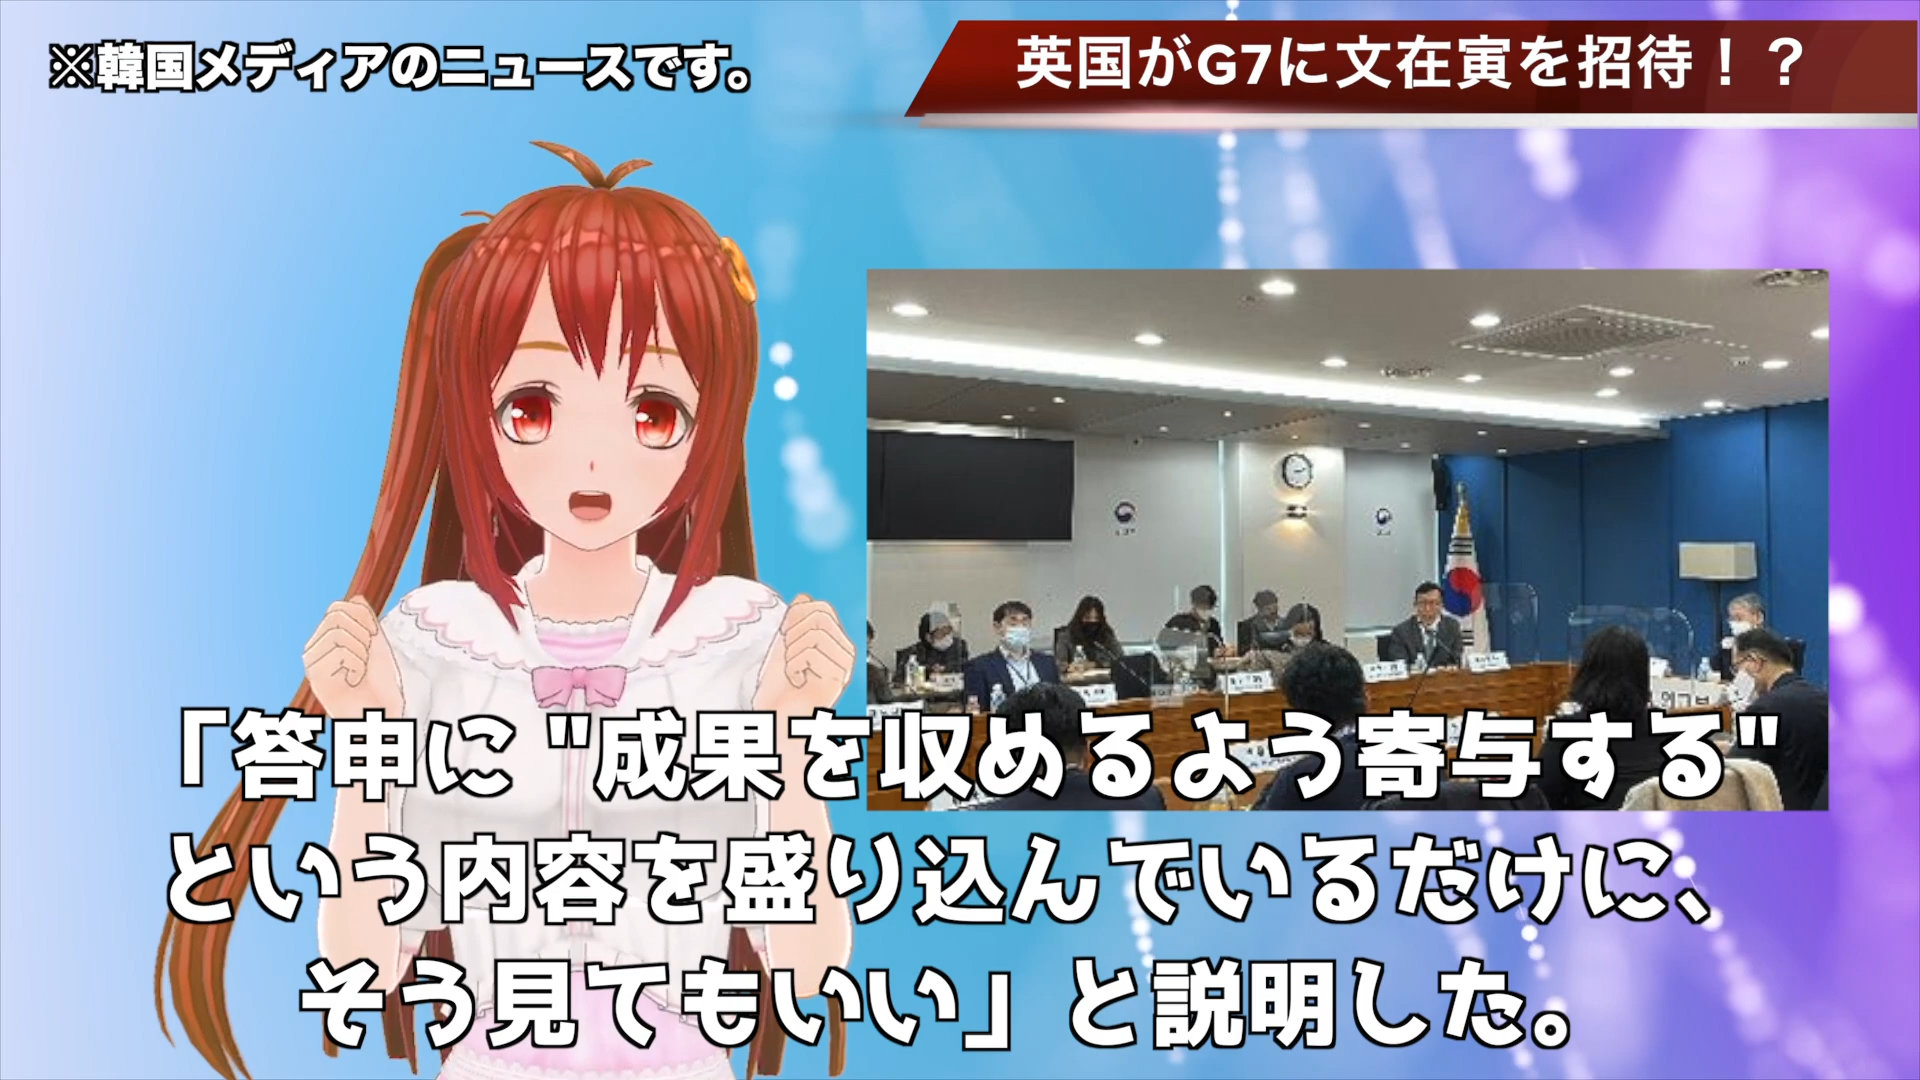 ※韓国メディアのニュースです。
英国がG7に文在寅を招待！？
「答申に "成果を収めるよう寄与する"
という内容を盛り込んでいるだけに、
そう見てもいい」と説明した。